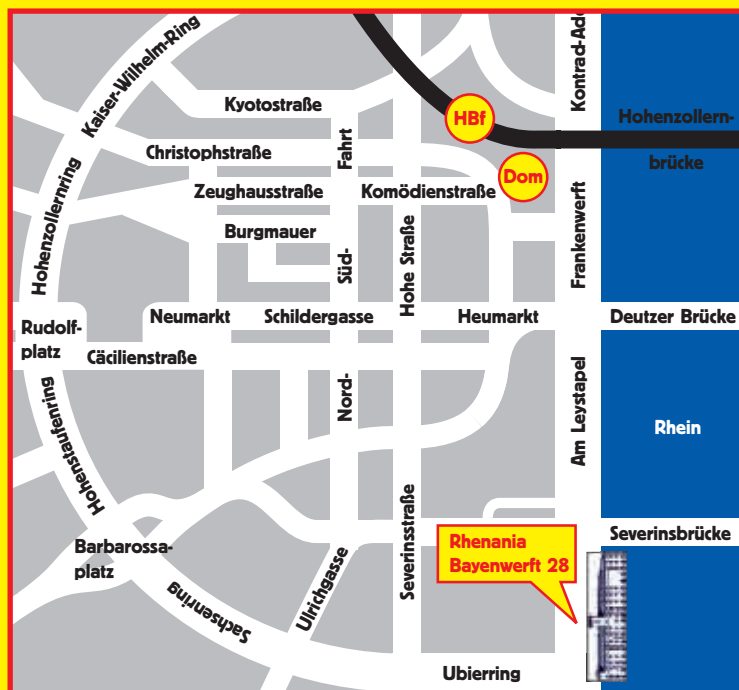 Kaiser-Wilhelm-Ring
Kontrad-Ade
Kyotostraße
HBf
Hohenzollern-
brücke
Christophstraße
Fahrt
Dom
Zeughausstraße
Komödienstraße
Hohenzollernring
Burgmauer
Süd-
Hohe Straße
Frankenwerft
Neumarkt
Schildergasse
Heumarkt
Deutzer Brücke
Rudolf-
platz
Cäcilienstraße
Nord-
Am Leystapel
Hohenstaufenring
Rhein
Barbarossa-
platz
Severinsstraße
Severinsbrücke
Rhenania
Bayenwerft 28
Ulrichgasse
Sachsenring
Ubierring